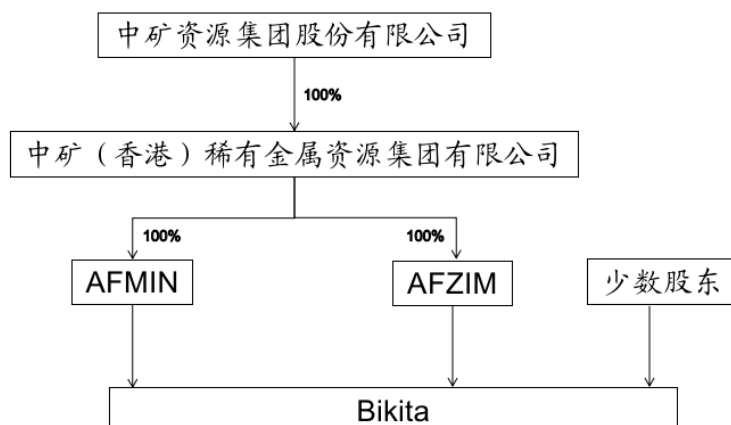 中矿资源集团股份有限公司
100%
中矿（香港）稀有金属资源集团有限公司
100%
100%
AFMIN
AFZIM
少数股东
Bikita